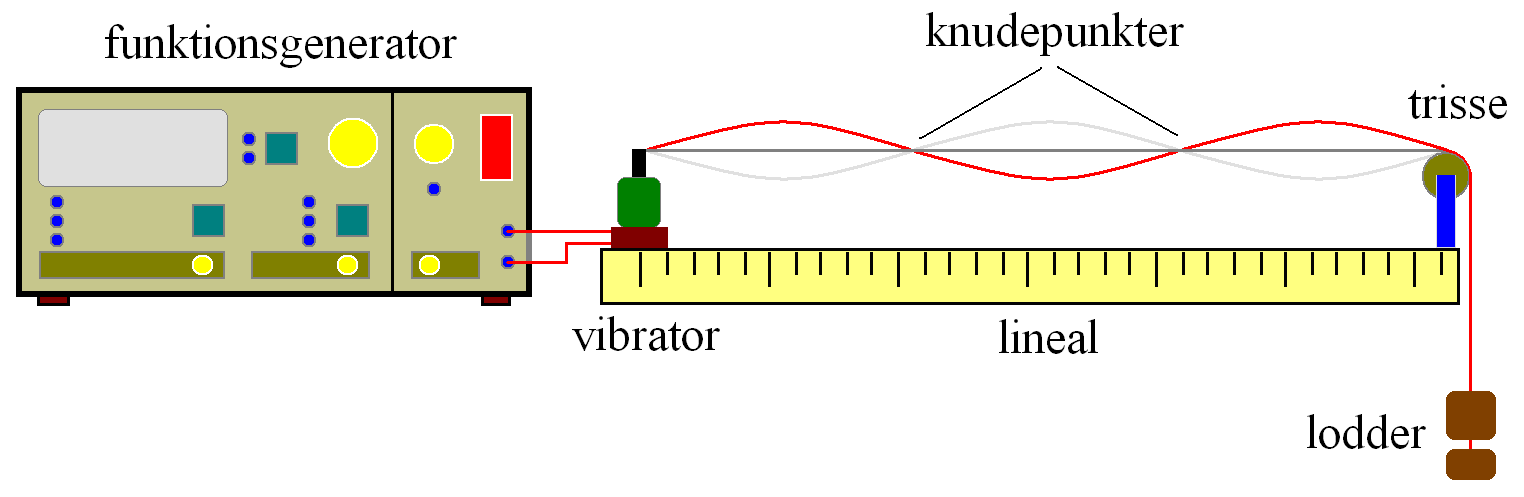 funktionsgenerator
knudepunkter
trisse
vibrator
lineal
lodder